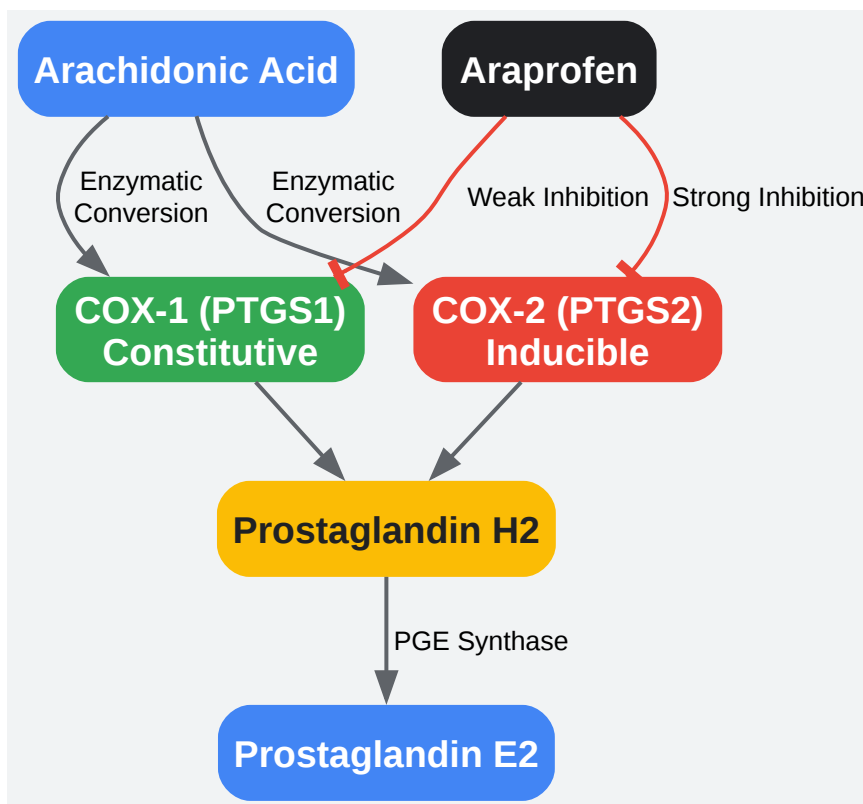 Arachidonic Acid
Araprofen
Enzymatic
Conversion
Enzymatic
Conversion
Weak Inhibition
Strong Inhibition
COX-1 (PTGS1)
Constitutive
COX-2 (PTGS2)
Inducible
Prostaglandin H2
PGE Synthase
Prostaglandin E2